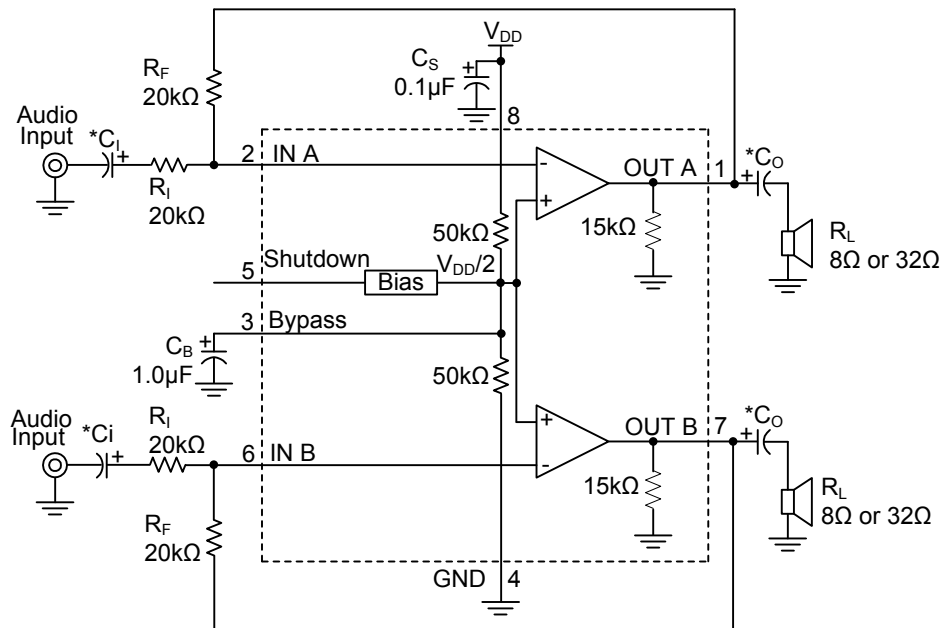 V_DD
C_S
0.1µF
8
R_F
20kΩ
Audio
Input
*C_I
+
R_I
20kΩ
2
IN A
-
+
OUT A
1
*C_O
+
50kΩ
15kΩ
R_L
8Ω or 32Ω
5
Shutdown
Bias
V_DD/2
3
Bypass
C_B
+
1.0µF
50kΩ
Audio
Input
*Ci
+
R_I
20kΩ
6
IN B
+
-
OUT B
7
*C_O
+
15kΩ
R_L
8Ω or 32Ω
R_F
20kΩ
GND
4
+